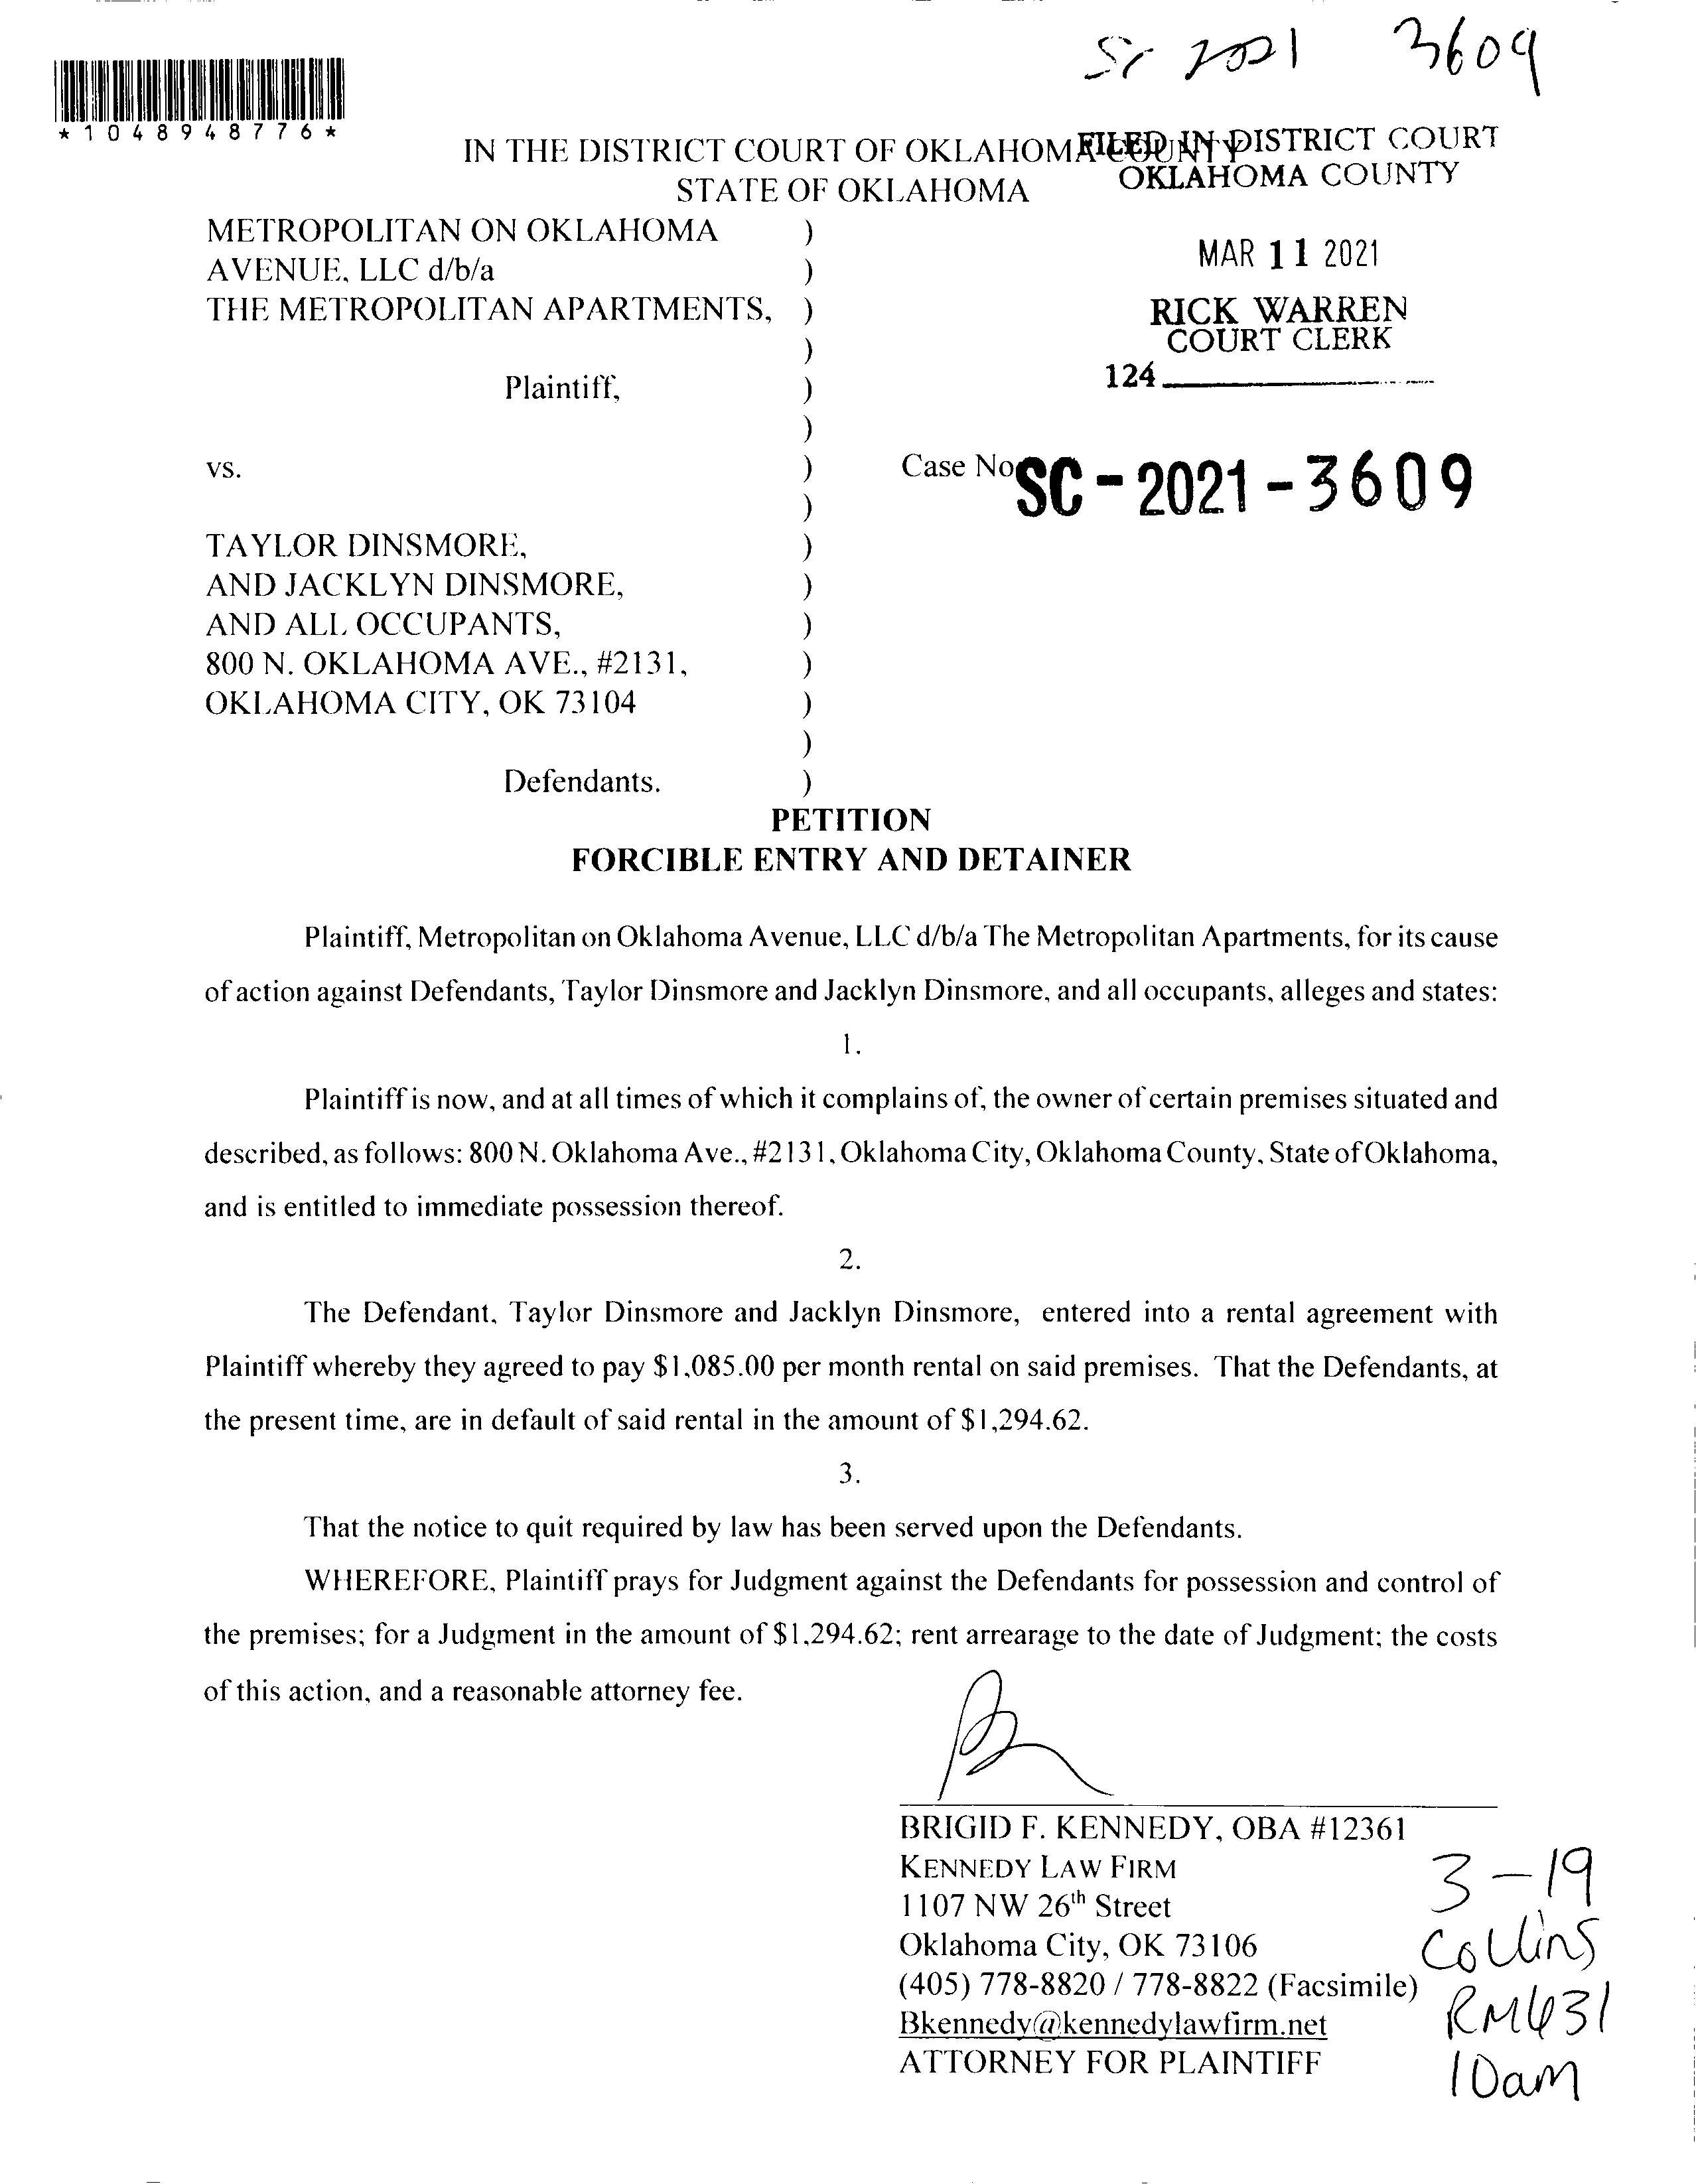 SC 2021 3609
*1048948776*
IN THE DISTRICT COURT OF OKLAHOMA COUNTY
STATE OF OKLAHOMA
FILED IN DISTRICT COURT
OKLAHOMA COUNTY
MAR 11 2021
RICK WARREN
COURT CLERK
124
METROPOLITAN ON OKLAHOMA )
AVENUE, LLC d/b/a )
THE METROPOLITAN APARTMENTS, )
)
Plaintiff, )
)
vs. ) Case No. SC-2021-3609
)
TAYLOR DINSMORE, )
AND JACKLYN DINSMORE, )
AND ALL OCCUPANTS, )
800 N. OKLAHOMA AVE., #2131, )
OKLAHOMA CITY, OK 73104 )
)
Defendants. )
PETITION
FORCIBLE ENTRY AND DETAINER
Plaintiff, Metropolitan on Oklahoma Avenue, LLC d/b/a The Metropolitan Apartments, for its cause
of action against Defendants, Taylor Dinsmore and Jacklyn Dinsmore, and all occupants, alleges and states:
1.
Plaintiff is now, and at all times of which it complains of, the owner of certain premises situated and
described, as follows: 800 N. Oklahoma Ave., #2131, Oklahoma City, Oklahoma County, State of Oklahoma,
and is entitled to immediate possession thereof.
2.
The Defendant, Taylor Dinsmore and Jacklyn Dinsmore, entered into a rental agreement with
Plaintiff whereby they agreed to pay $1,085.00 per month rental on said premises. That the Defendants, at
the present time, are in default of said rental in the amount of $1,294.62.
3.
That the notice to quit required by law has been served upon the Defendants.
WHEREFORE, Plaintiff prays for Judgment against the Defendants for possession and control of
the premises; for a Judgment in the amount of $1,294.62; rent arrearage to the date of Judgment; the costs
of this action, and a reasonable attorney fee.
BRIGID F. KENNEDY, OBA #12361
KENNEDY LAW FIRM
1107 NW 26th Street
Oklahoma City, OK 73106
(405) 778-8820 / 778-8822 (Facsimile)
Bkennedy@kennedylawfirm.net
ATTORNEY FOR PLAINTIFF
3-19
Collins
RM431
10am